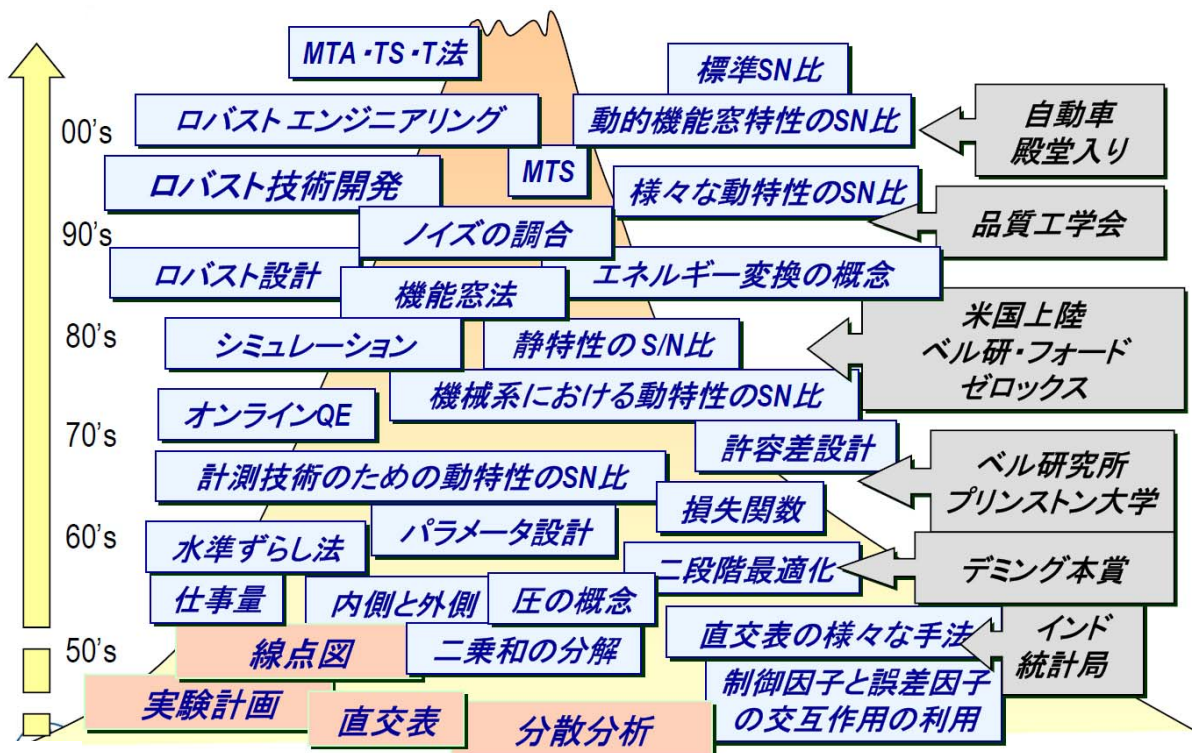 MTA・TS・T法
標準SN比
00's
ロバスト エンジニアリング
動的機能窓特性のSN比
自動車
殿堂入り
ロバスト技術開発
MTS
様々な動特性のSN比
90's
ノイズの調合
品質工学会
ロバスト設計
機能窓法
エネルギー変換の概念
80's
シミュレーション
静特性の S/N比
米国上陸
ベル研・フォード
ゼロックス
オンラインQE
機械系における動特性のSN比
70's
許容差設計
計測技術のための動特性のSN比
損失関数
ベル研究所
プリンストン大学
60's
水準ずらし法
パラメータ設計
二段階最適化
デミング本賞
仕事量
内側と外側
圧の概念
50's
線点図
二乗和の分解
直交表の様々な手法
インド
統計局
実験計画
直交表
分散分析
制御因子と誤差因子
の交互作用の利用